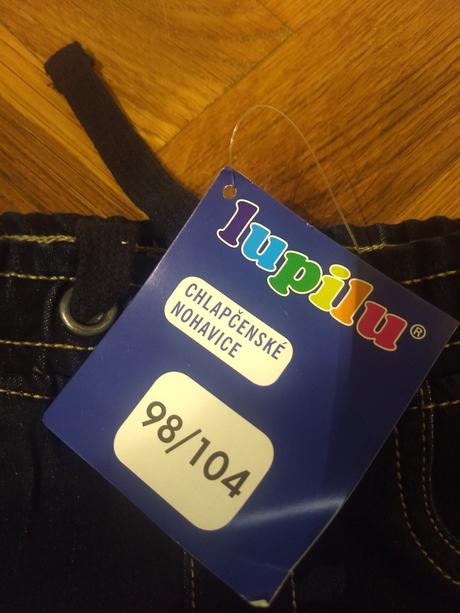 lupilu®
CHLAPČENSKÉ
NOHAVICE
98/104